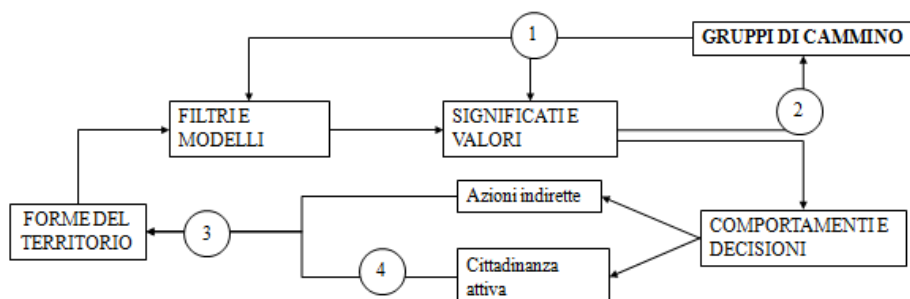 1
GRUPPI DI CAMMINO
FILTRI E
MODELLI
SIGNIFICATI E
VALORI
2
Azioni indirette
FORME DEL
TERRITORIO
3
COMPORTAMENTI E
DECISIONI
4
Cittadinanza
attiva